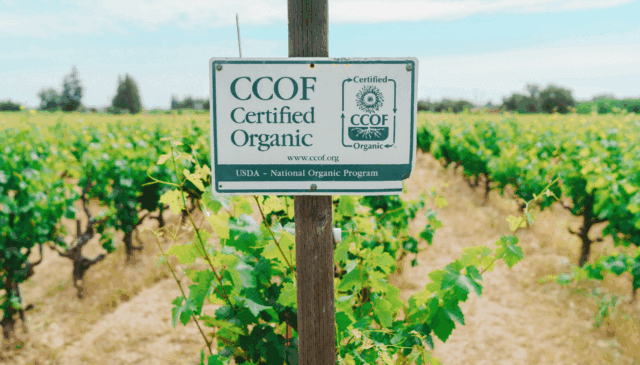 CCOF
Certified
Organic
www.ccof.org
USDA - National Organic Program
Certified
CCOF
Organic